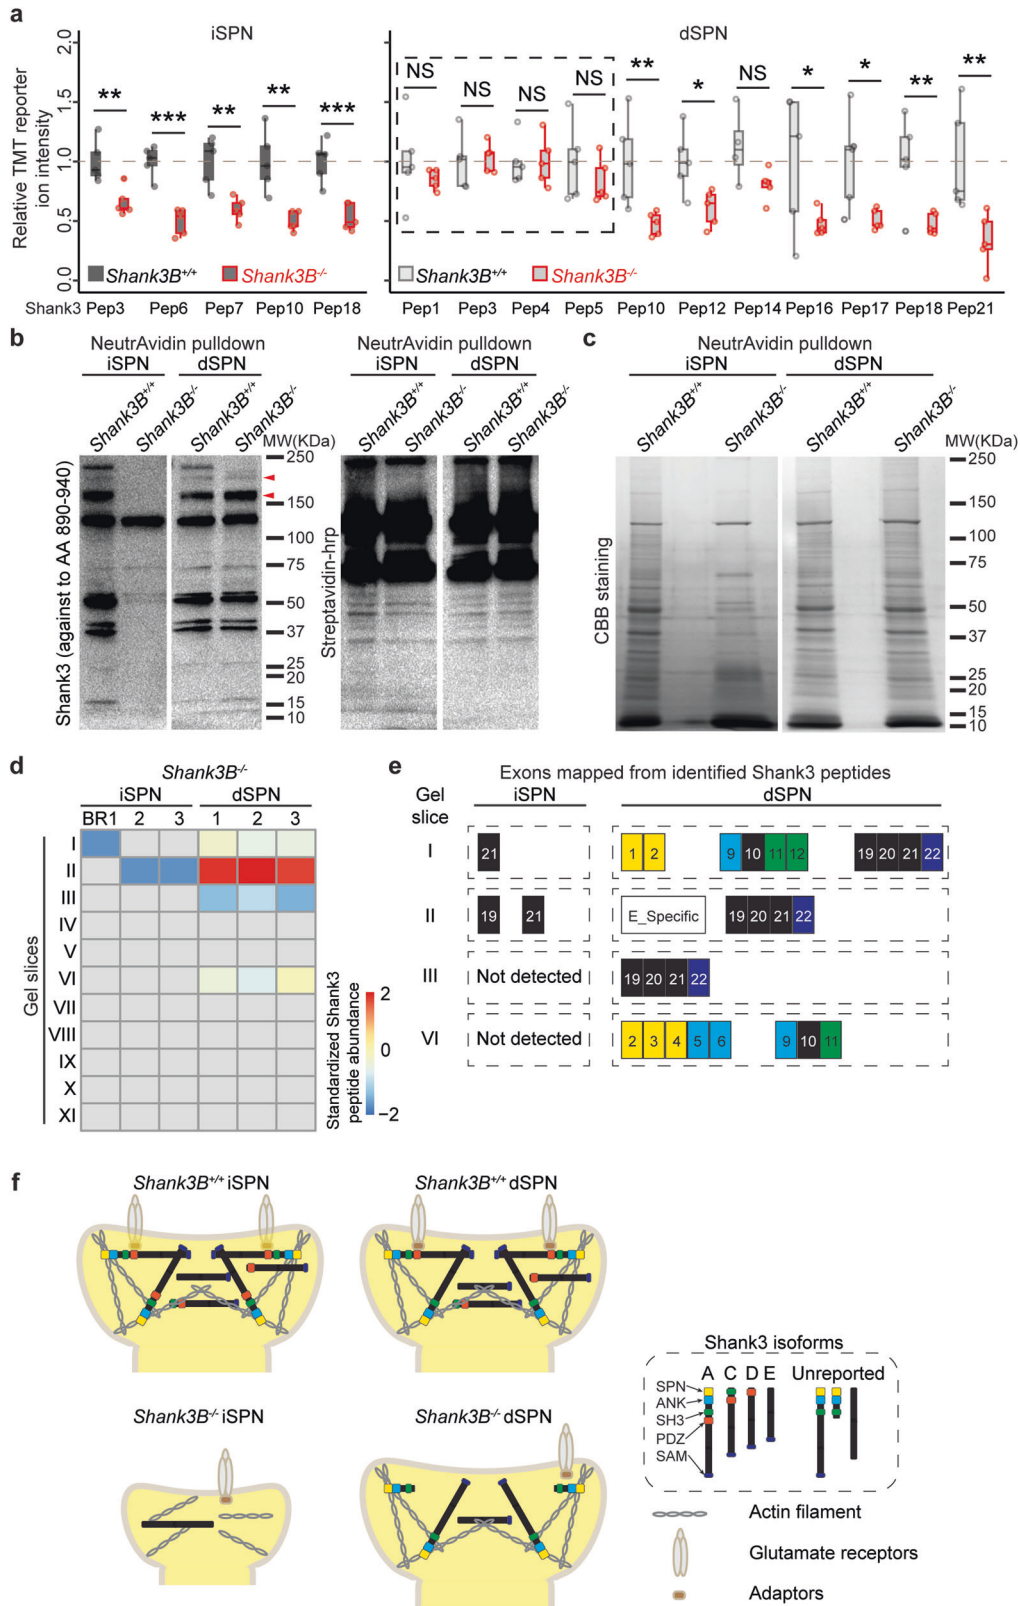 a
iSPN
dSPN
Relative TMT reporter
ion intensity
2.0
1.5
1.0
0.5
0.0
** *** ** ** ***
NS NS NS NS ** * NS * * ** **
Shank3B+/+ Shank3B-/-
Shank3B+/+ Shank3B-/-
Shank3 Pep3 Pep6 Pep7 Pep10 Pep18
Pep1 Pep3 Pep4 Pep5 Pep10 Pep12 Pep14 Pep16 Pep17 Pep18 Pep21
b
NeutrAvidin pulldown
iSPN dSPN
Shank3B+/+ Shank3B-/- Shank3B+/+ Shank3B-/-
MW(KDa)
250
150
100
75
50
37
25
20
15
10
Shank3 (against to AA 890-940)
NeutrAvidin pulldown
iSPN dSPN
Shank3B+/+ Shank3B-/- Shank3B+/+ Shank3B-/-
Streptavidin-hrp
c
NeutrAvidin pulldown
iSPN dSPN
Shank3B+/+ Shank3B-/- Shank3B+/+ Shank3B-/-
MW(KDa)
250
150
100
75
50
37
25
20
15
10
CBB staining
d
Shank3B-/-
iSPN dSPN
BR1 2 3 1 2 3
Gel slices
I
II
III
IV
V
VI
VII
VIII
IX
X
XI
Standardized Shank3
peptide abundance
2
0
−2
e
Exons mapped from identified Shank3 peptides
Gel
slice
iSPN dSPN
I 21 1 2 9 10 11 12 19 20 21 22
II 19 21 E_Specific 19 20 21 22
III Not detected 19 20 21 22
VI Not detected 2 3 4 5 6 9 10 11
f
Shank3B+/+ iSPN
Shank3B+/+ dSPN
Shank3B-/- iSPN
Shank3B-/- dSPN
Shank3 isoforms
A C D E Unreported
SPN
ANK
SH3
PDZ
SAM
Actin filament
Glutamate receptors
Adaptors